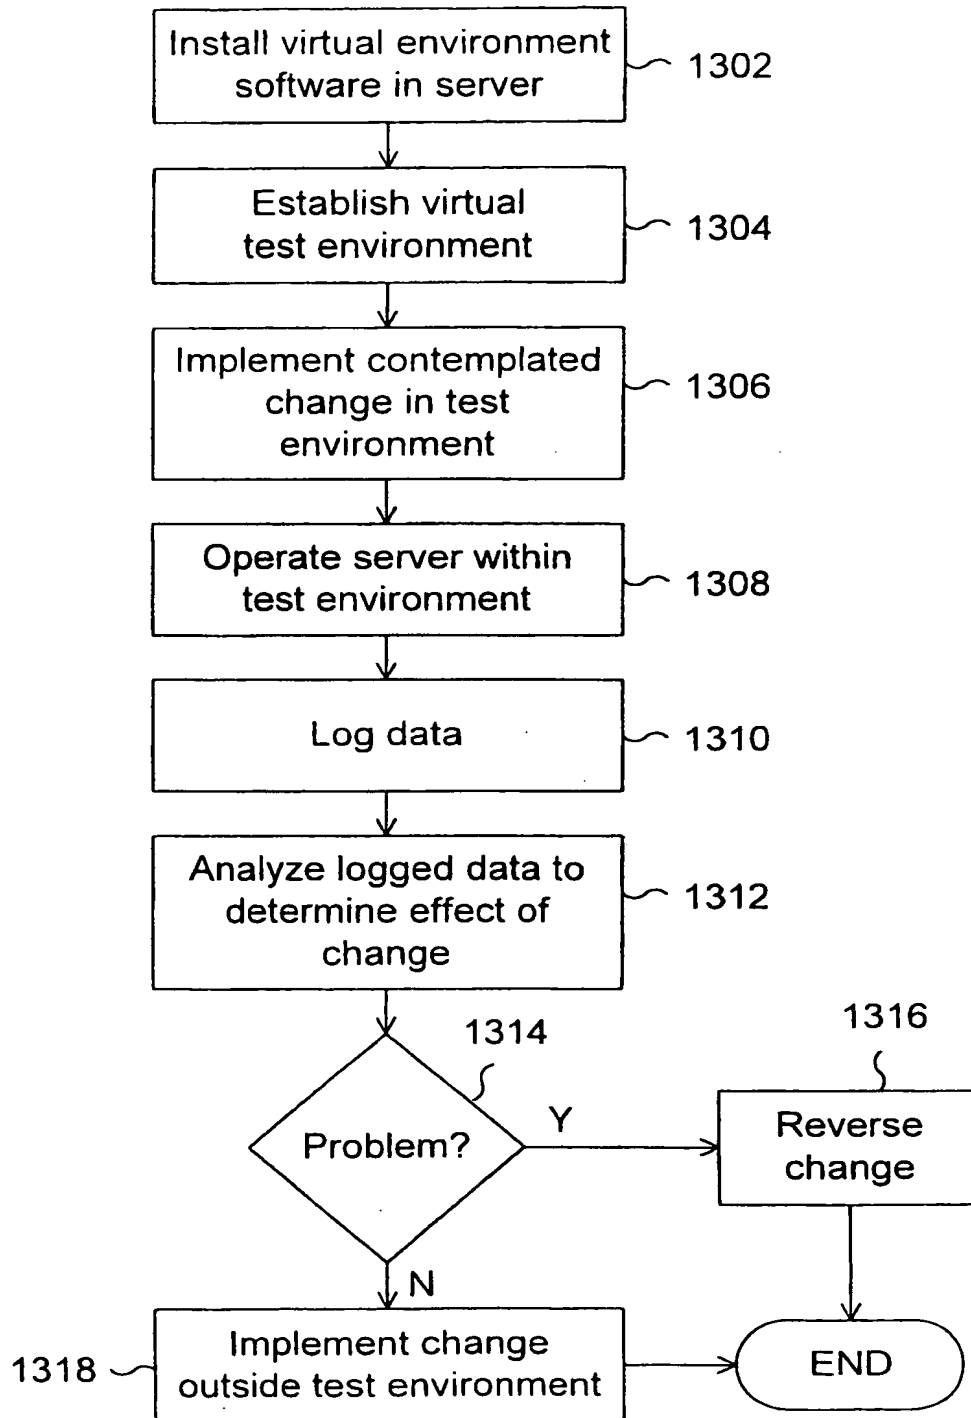 Install virtual environment
software in server
1302
Establish virtual
test environment
1304
Implement contemplated
change in test
environment
1306
Operate server within
test environment
1308
Log data
1310
Analyze logged data to
determine effect of
change
1312
1314
Problem?
Y
1316
Reverse
change
N
1318
Implement change
outside test environment
END